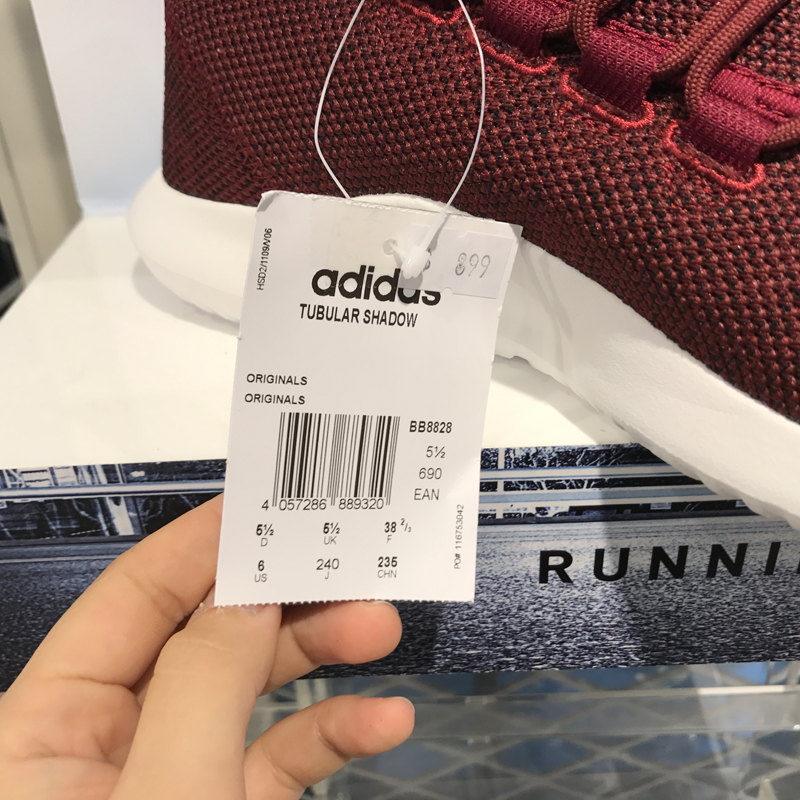 HSD2/1109/V06
899
adidas
TUBULAR SHADOW
ORIGINALS
ORIGINALS
BB8828
5½
690
EAN
4 057286 889320
5½ 5½ 38 2/3
D UK F
6 240 235
US J CHN
PO# 116753042
RUNNI